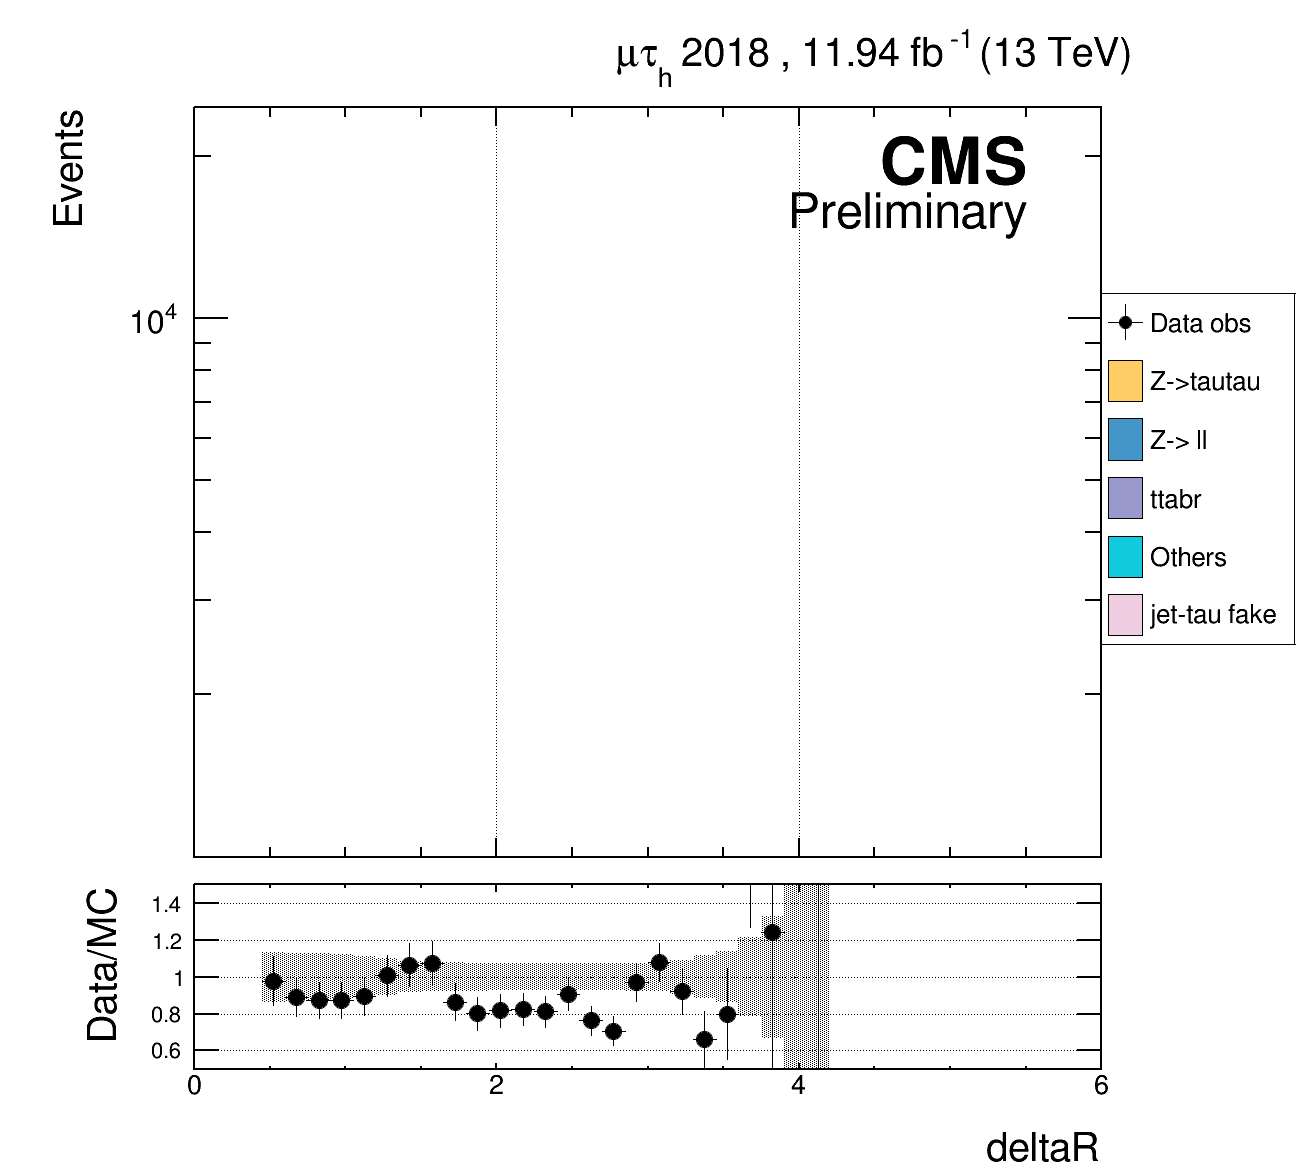 μτh 2018 , 11.94 fb-1 (13 TeV)
Events
CMS
Preliminary
10^4
Data obs
Z->tautau
Z-> ll
ttabr
Others
jet-tau fake
Data/MC
1.4
1.2
1
0.8
0.6
0 2 4 6
deltaR